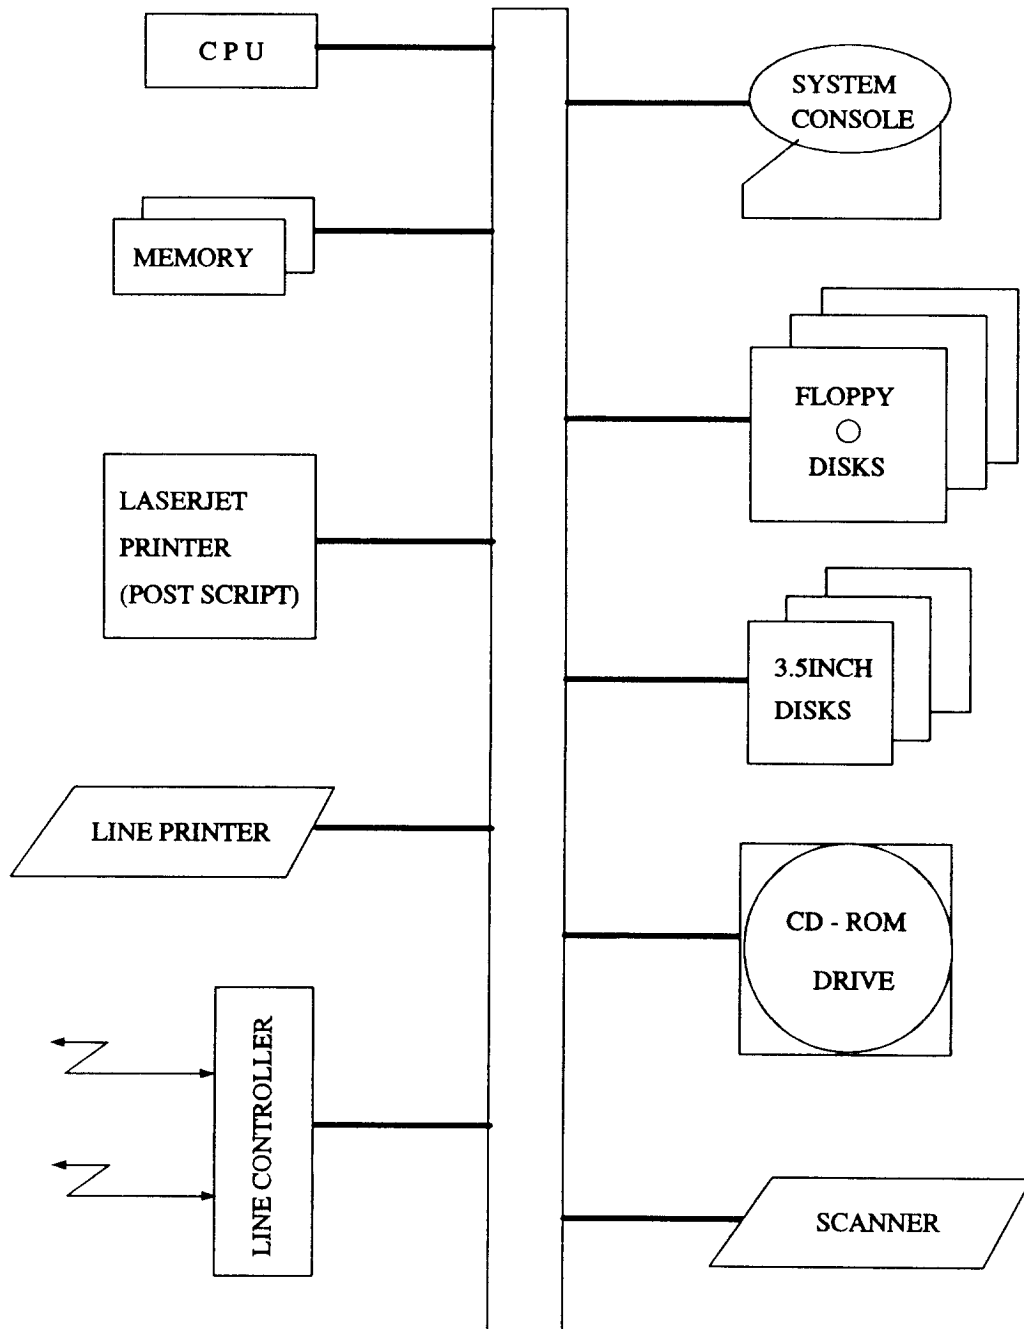 C P U
SYSTEM
CONSOLE
MEMORY
FLOPPY
DISKS
LASERJET
PRINTER
(POST SCRIPT)
3.5INCH
DISKS
LINE PRINTER
CD - ROM
DRIVE
LINE CONTROLLER
SCANNER